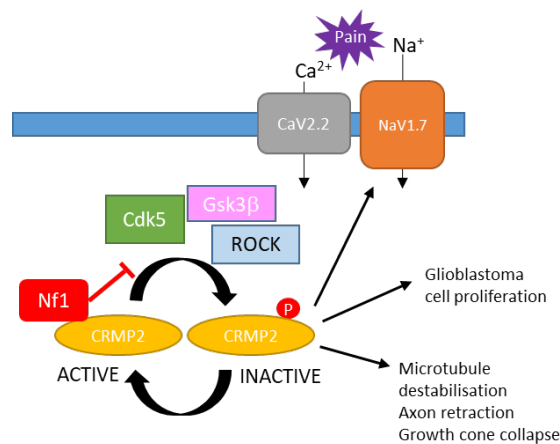 Pain
Na⁺
Ca²⁺
CaV2.2
NaV1.7
Cdk5
Gsk3β
ROCK
Nf1
P
CRMP2
CRMP2
ACTIVE
INACTIVE
Glioblastoma
cell proliferation
Microtubule
destabilisation
Axon retraction
Growth cone collapse